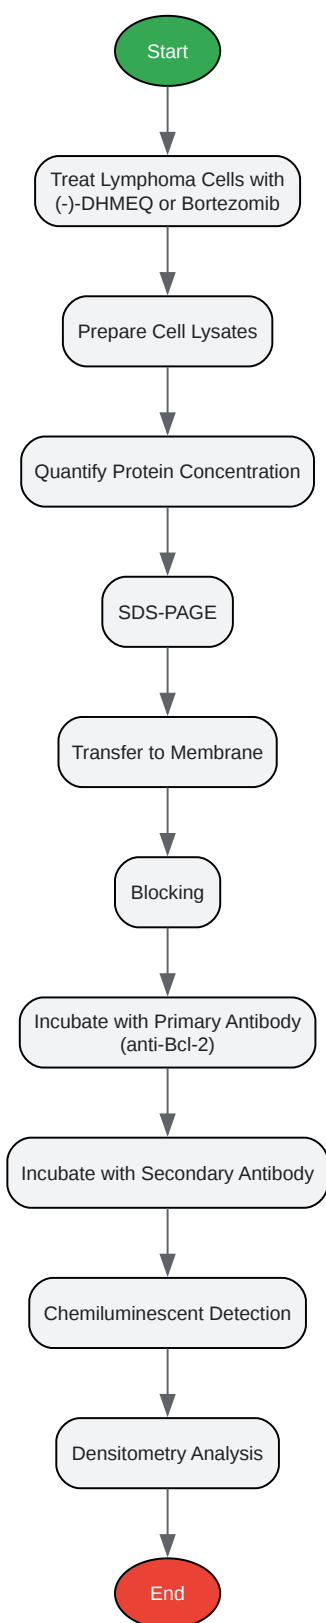 Start
Treat Lymphoma Cells with
(-)-DHMEQ or Bortezomib
Prepare Cell Lysates
Quantify Protein Concentration
SDS-PAGE
Transfer to Membrane
Blocking
Incubate with Primary Antibody
(anti-Bcl-2)
Incubate with Secondary Antibody
Chemiluminescent Detection
Densitometry Analysis
End